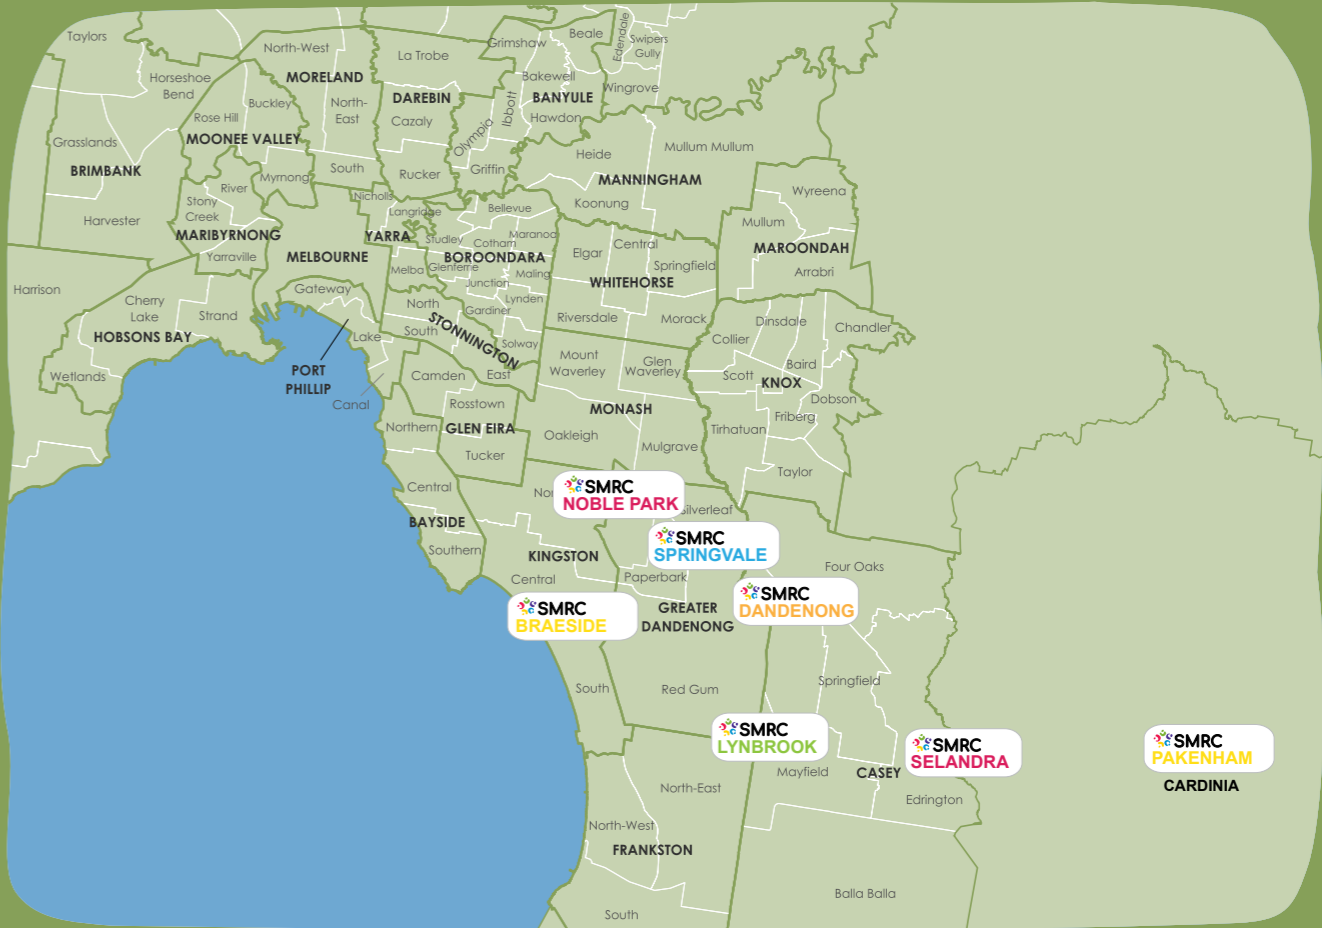 Taylors
North-West
La Trobe
Grimshaw
Beale
Edendale
Swipers
Gully
Horseshoe
Bend
MORELAND
Bakewell
Wingrove
Buckley
North-
East
DAREBIN
BANYULE
Ibbott
Rose Hill
Cazaly
Hawdon
MOONEE VALLEY
Olympia
Grasslands
Heide
Mullum Mullum
BRIMBANK
South
Rucker
Griffin
MANNINGHAM
Myrnong
River
Wyreena
Stony
Creek
Nicholls
Langridge
Bellevue
Koonung
Harvester
Mullum
MARIBYRNONG
YARRA
Studley
Cotham
Maranoa
Elgar
Central
MAROONDAH
Yarraville
MELBOURNE
BOROONDARA
Melba
Glenferrie
Maling
Springfield
Arrabri
Junction
WHITEHORSE
Harrison
Gateway
Cherry
Lake
North
Lynden
Gardiner
Strand
Riversdale
Morack
Dinsdale
Chandler
HOBSONS BAY
Lake
South
STONNINGTON
Solway
Collier
PORT
PHILLIP
Mount
Waverley
Glen
Waverley
Baird
Wetlands
Camden
East
Scott
KNOX
Canal
Rosstown
MONASH
Dobson
Friberg
Northern
GLEN EIRA
Oakleigh
Tirhatuan
Mulgrave
Tucker
Taylor
Central
Nor
SMRC
NOBLE PARK
Silverleaf
BAYSIDE
SMRC
SPRINGVALE
Southern
KINGSTON
Four Oaks
Central
Paperbark
SMRC
DANDENONG
SMRC
BRAESIDE
GREATER
DANDENONG
South
Red Gum
Springfield
SMRC
LYNBROOK
SMRC
SELANDRA
SMRC
PAKENHAM
Mayfield
CASEY
CARDINIA
North-East
Edrington
North-West
FRANKSTON
Balla Balla
South